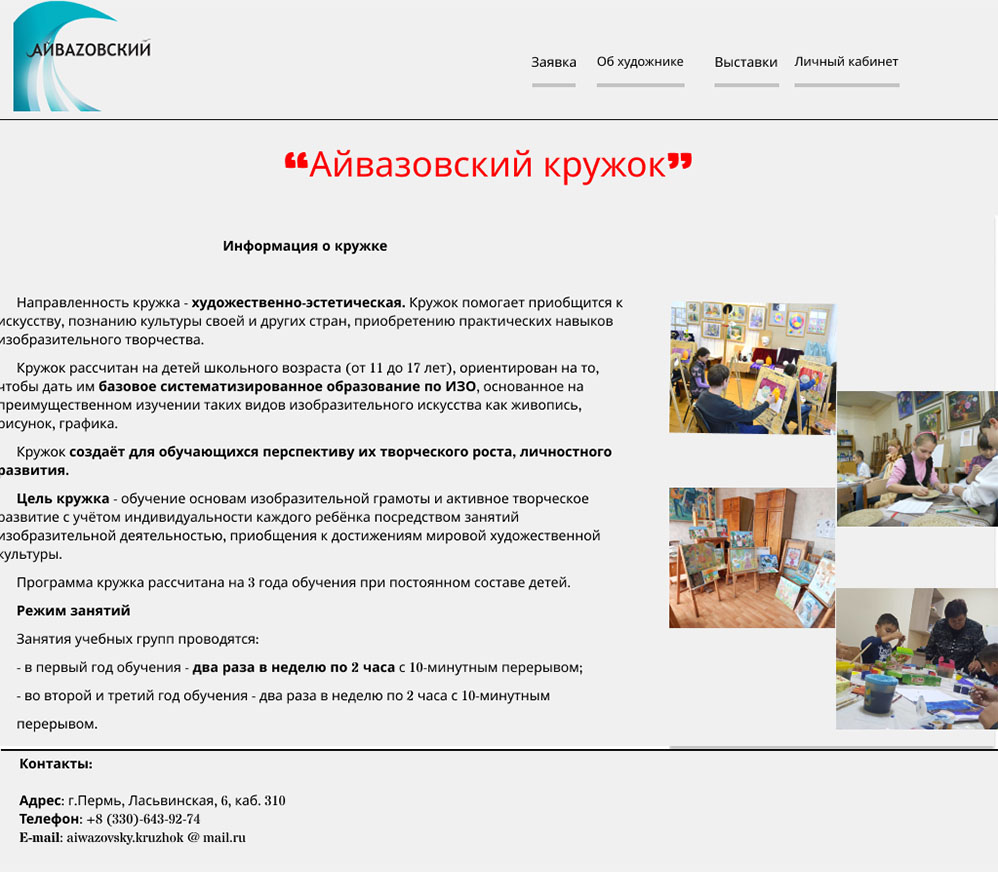 АЙВАZОВСКИЙ
Заявка Об художнике Выставки Личный кабинет
❝Айвазовский кружок❞
Информация о кружке
Направленность кружка - художественно-эстетическая. Кружок помогает приобщится к
искусству, познанию культуры своей и других стран, приобретению практических навыков
изобразительного творчества.
Кружок рассчитан на детей школьного возраста (от 11 до 17 лет), ориентирован на то,
чтобы дать им базовое систематизированное образование по ИЗО, основанное на
преимущественном изучении таких видов изобразительного искусства как живопись,
рисунок, графика.
Кружок создаёт для обучающихся перспективу их творческого роста, личностного
развития.
Цель кружка - обучение основам изобразительной грамоты и активное творческое
развитие с учётом индивидуальности каждого ребёнка посредством занятий
изобразительной деятельностью, приобщения к достижениям мировой художественной
культуры.
Программа кружка рассчитана на 3 года обучения при постоянном составе детей.
Режим занятий
Занятия учебных групп проводятся:
- в первый год обучения - два раза в неделю по 2 часа с 10-минутным перерывом;
- во второй и третий год обучения - два раза в неделю по 2 часа с 10-минутным
перерывом.
Контакты:
Адрес: г.Пермь, Ласьвинская, 6, каб. 310
Телефон: +8 (330)-643-92-74
E-mail: aiwazovsky.kruzhok @ mail.ru